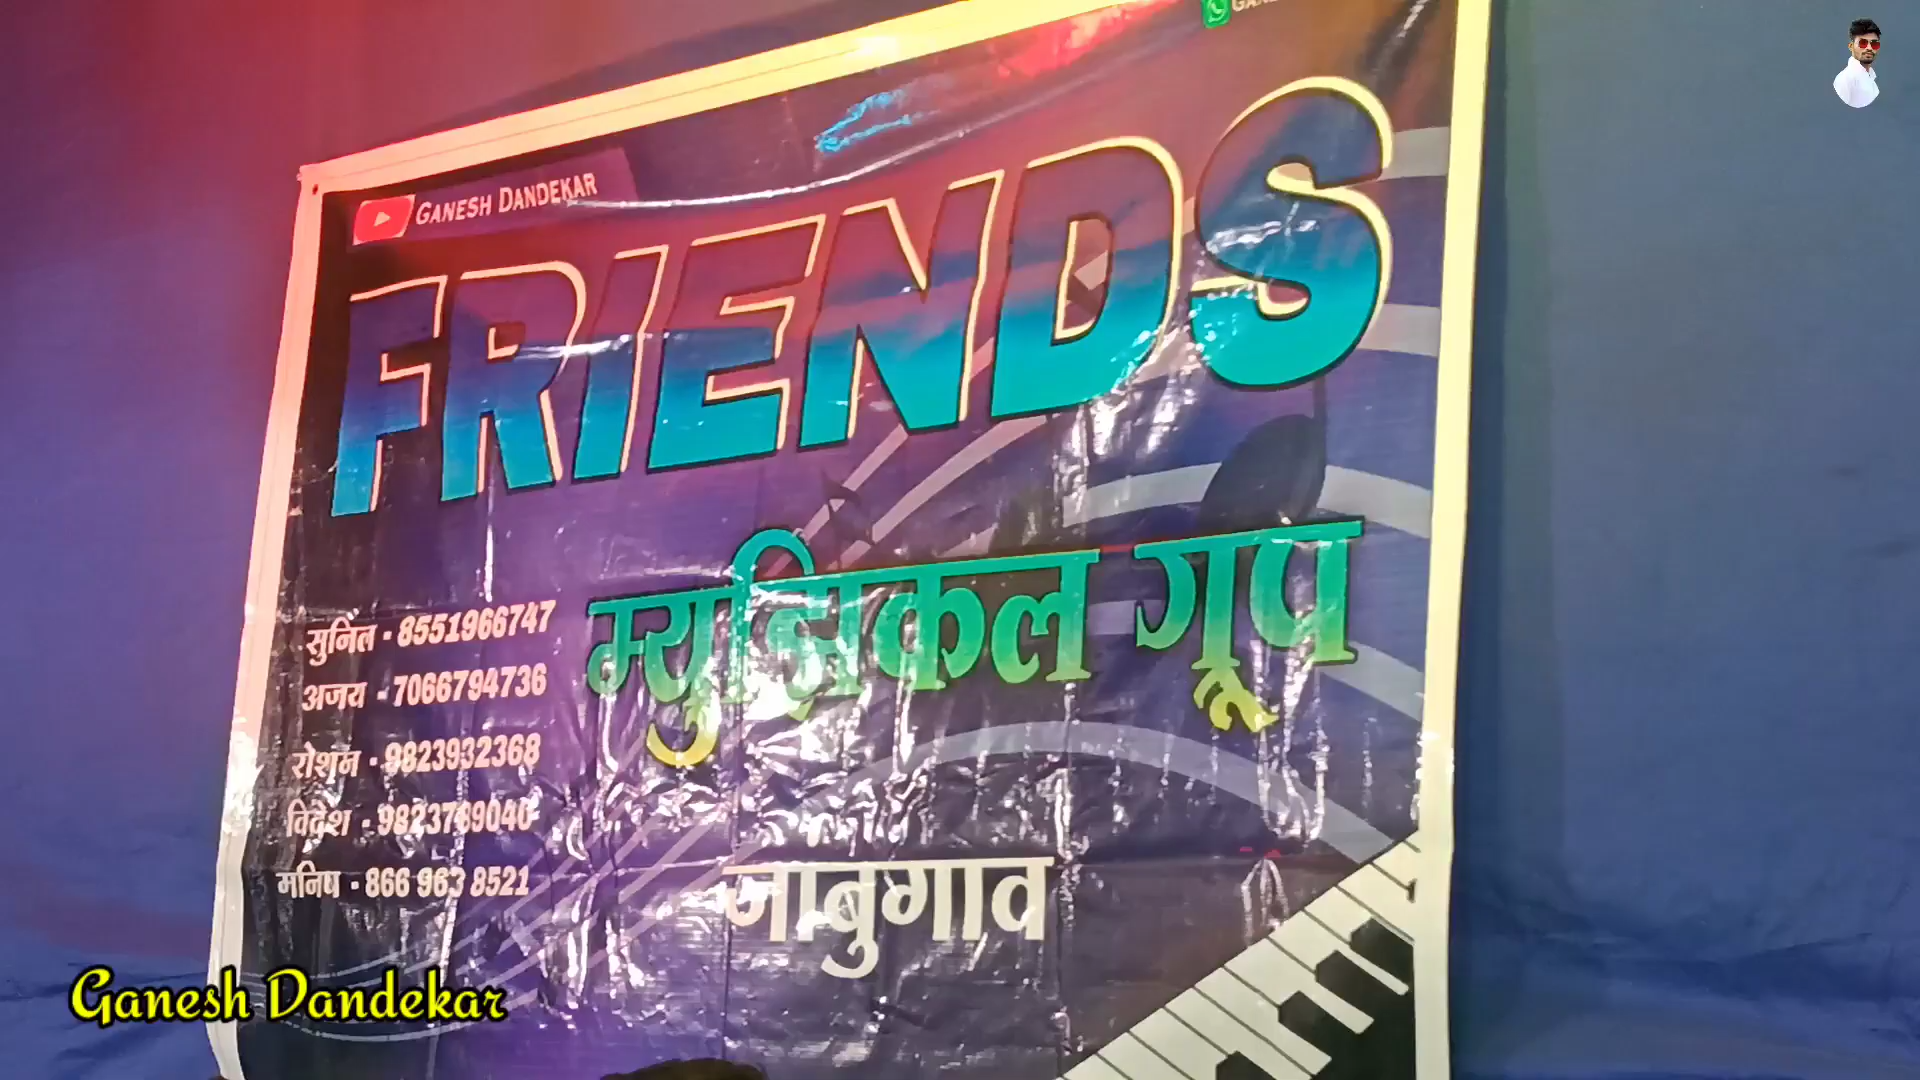 GANESH DANDEKAR
FRIENDS
म्युझिकल ग्रूप
सुनिल - 8551966747
अजय - 7066794736
रोशन - 9823932368
विदेश - 9823789040
मनिष - 866 963 8521
जांबुगाव
Ganesh Dandekar